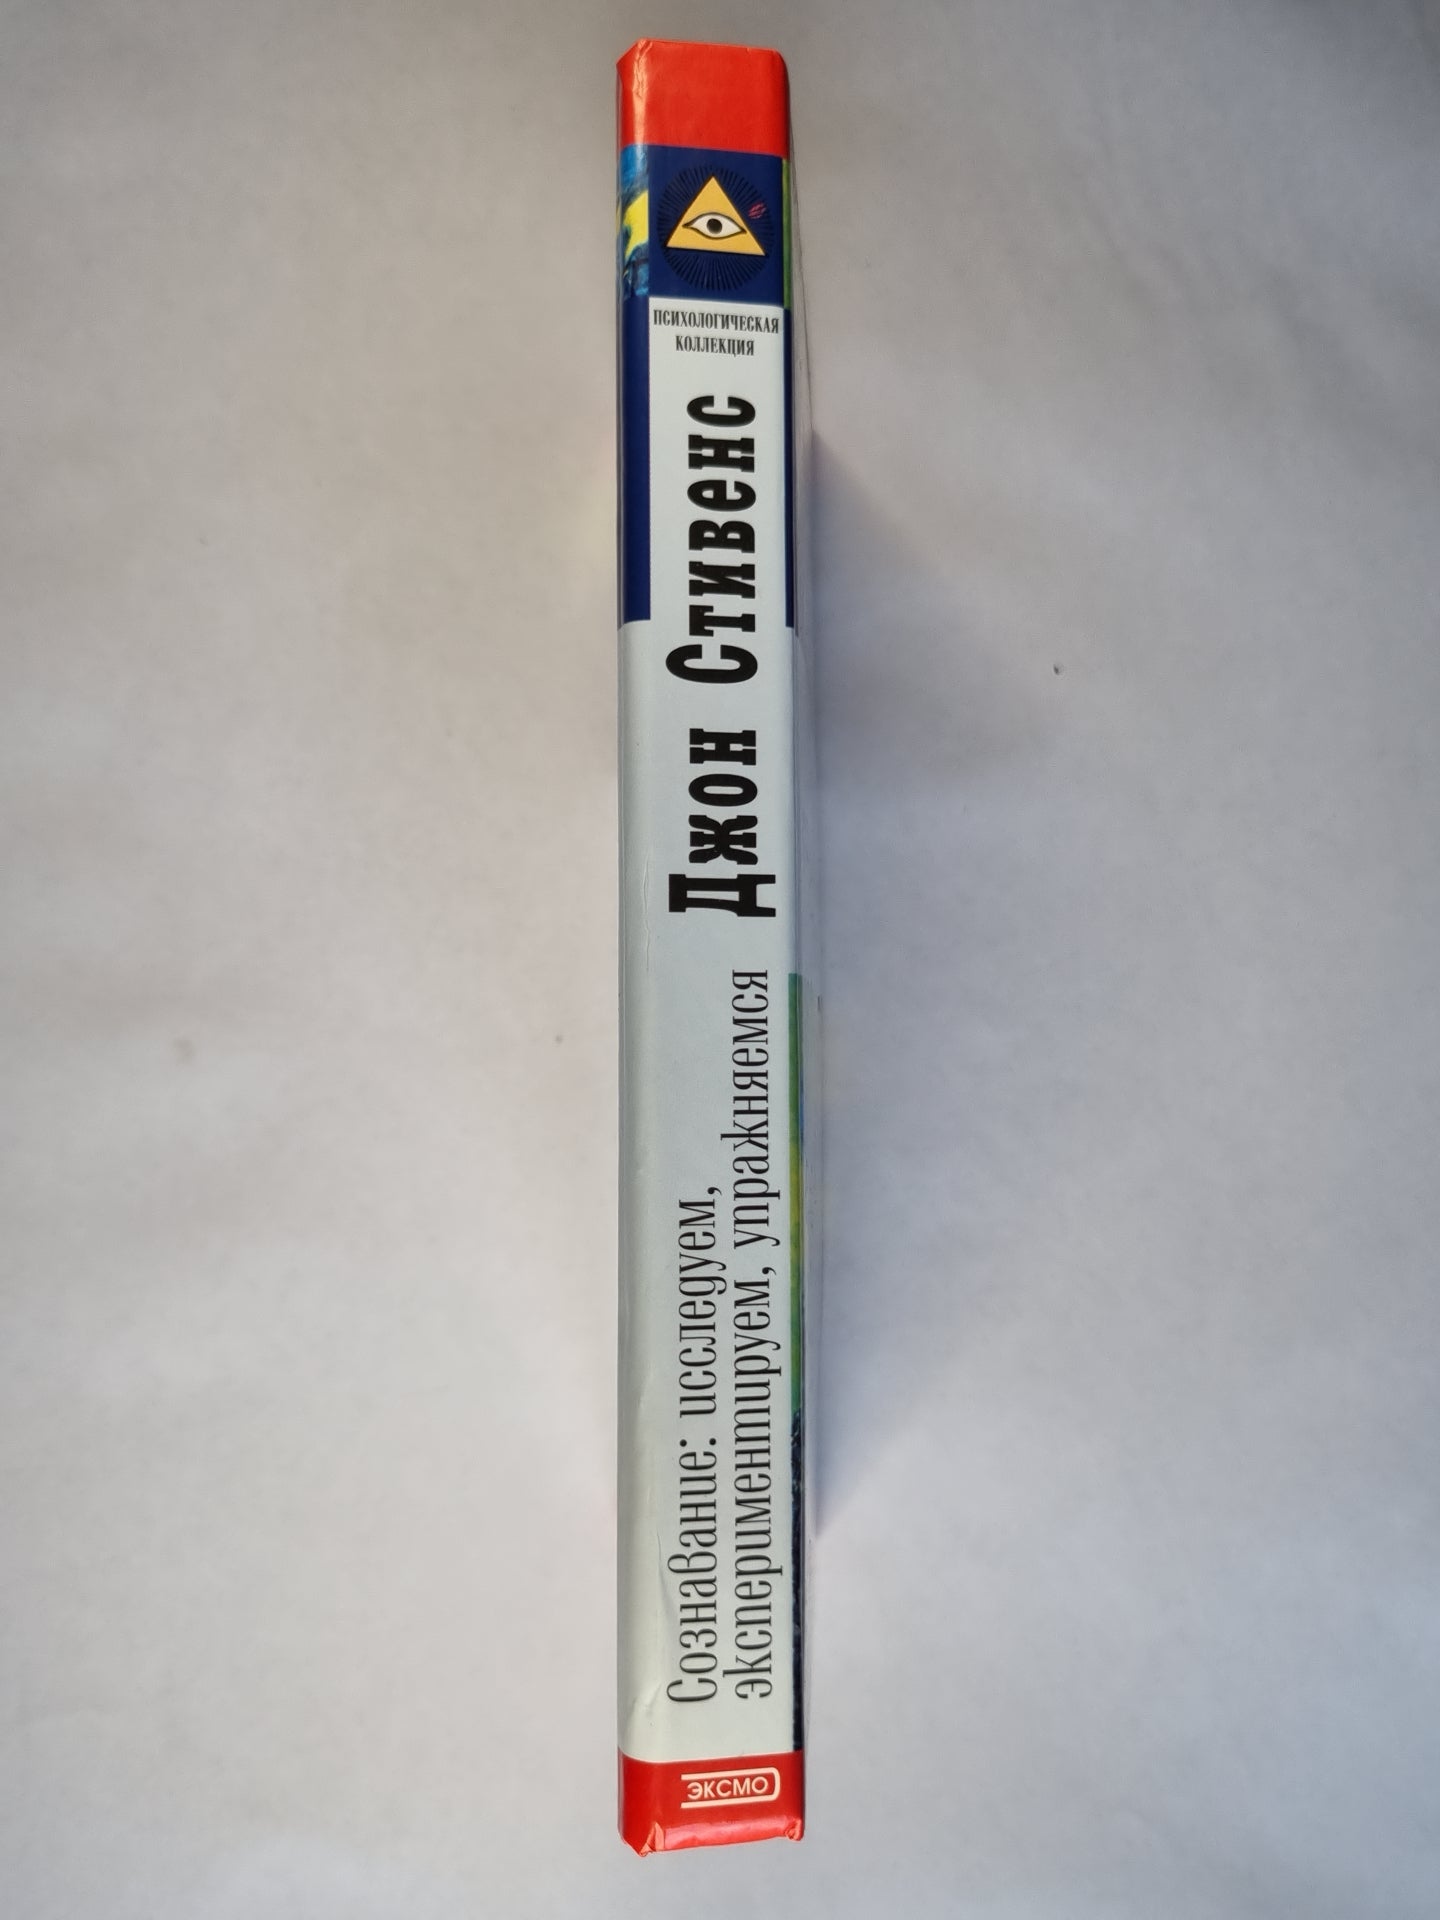 ПСИХОЛОГИЧЕСКАЯ
КОЛЛЕКЦИЯ
Джон Стивенс
Сознавание: исследуем,
экспериментируем, упражняемся
ЭКСМО